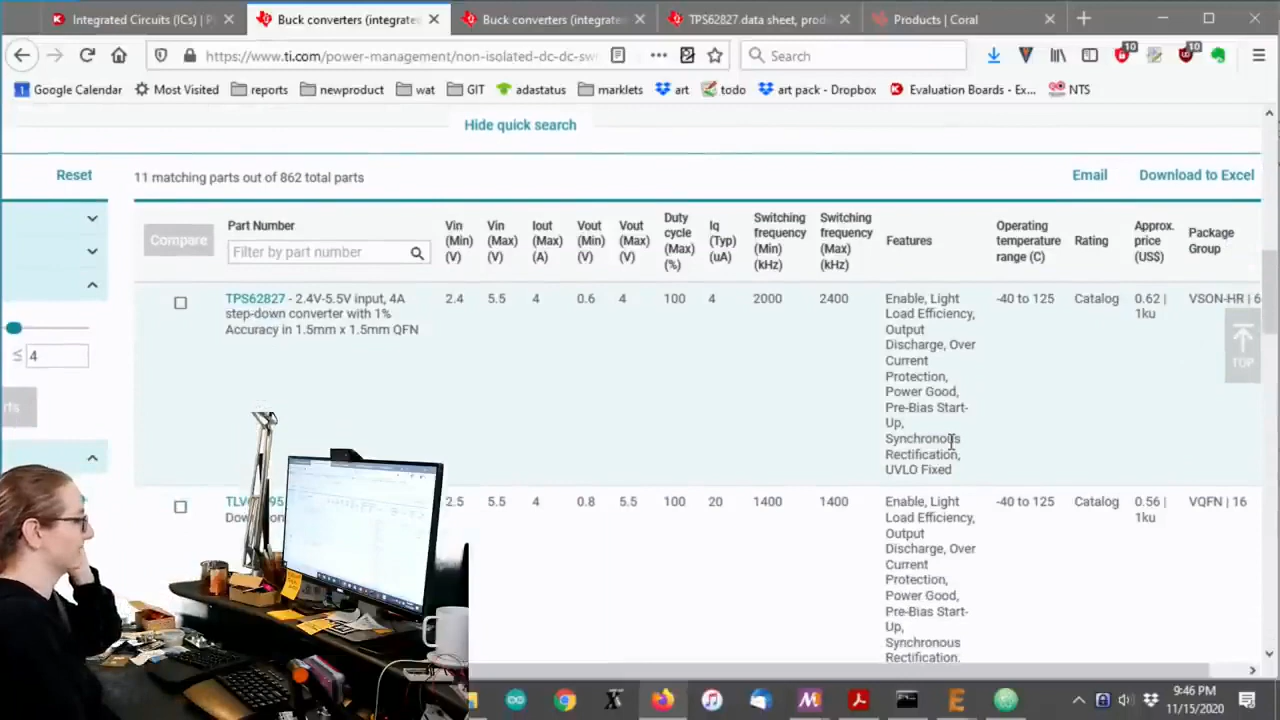 Integrated Circuits (ICs) | P
Buck converters (integrate
Buck converters (integrate
TPS62827 data sheet, prod
Products | Coral
https://www.ti.com/power-management/non-isolated-dc-dc-sw
Search
10
10
Google Calendar
Most Visited
reports
newproduct
wat
GIT
adastatus
marklets
art
todo
art pack - Dropbox
Evaluation Boards - Ex...
NTS
Hide quick search
Reset
11 matching parts out of 862 total parts
Email
Download to Excel
Compare
Part Number
Filter by part number
Vin (Min) (V)
Vin (Max) (V)
Iout (Max) (A)
Vout (Min) (V)
Vout (Max) (V)
Duty cycle (Max) (%)
Iq (Typ) (uA)
Switching frequency (Min) (kHz)
Switching frequency (Max) (kHz)
Features
Operating temperature range (C)
Rating
Approx. price (US$)
Package Group
TPS62827 - 2.4V-5.5V input, 4A
step-down converter with 1%
Accuracy in 1.5mm x 1.5mm QFN
2.4
5.5
4
0.6
4
100
4
2000
2400
Enable, Light
Load Efficiency,
Output
Discharge, Over
Current
Protection,
Power Good,
Pre-Bias Start-
Up,
Synchronous
Rectification,
UVLO Fixed
-40 to 125
Catalog
0.62 |
1ku
VSON-HR | 6
≤ 4
rts
TOP
2.5
5.5
4
0.8
5.5
100
20
1400
1400
Enable, Light
Load Efficiency,
Output
Discharge, Over
Current
Protection,
Power Good,
Pre-Bias Start-
Up,
Synchronous
Rectification,
-40 to 125
Catalog
0.56 |
1ku
VQFN | 16
9:46 PM
11/15/2020